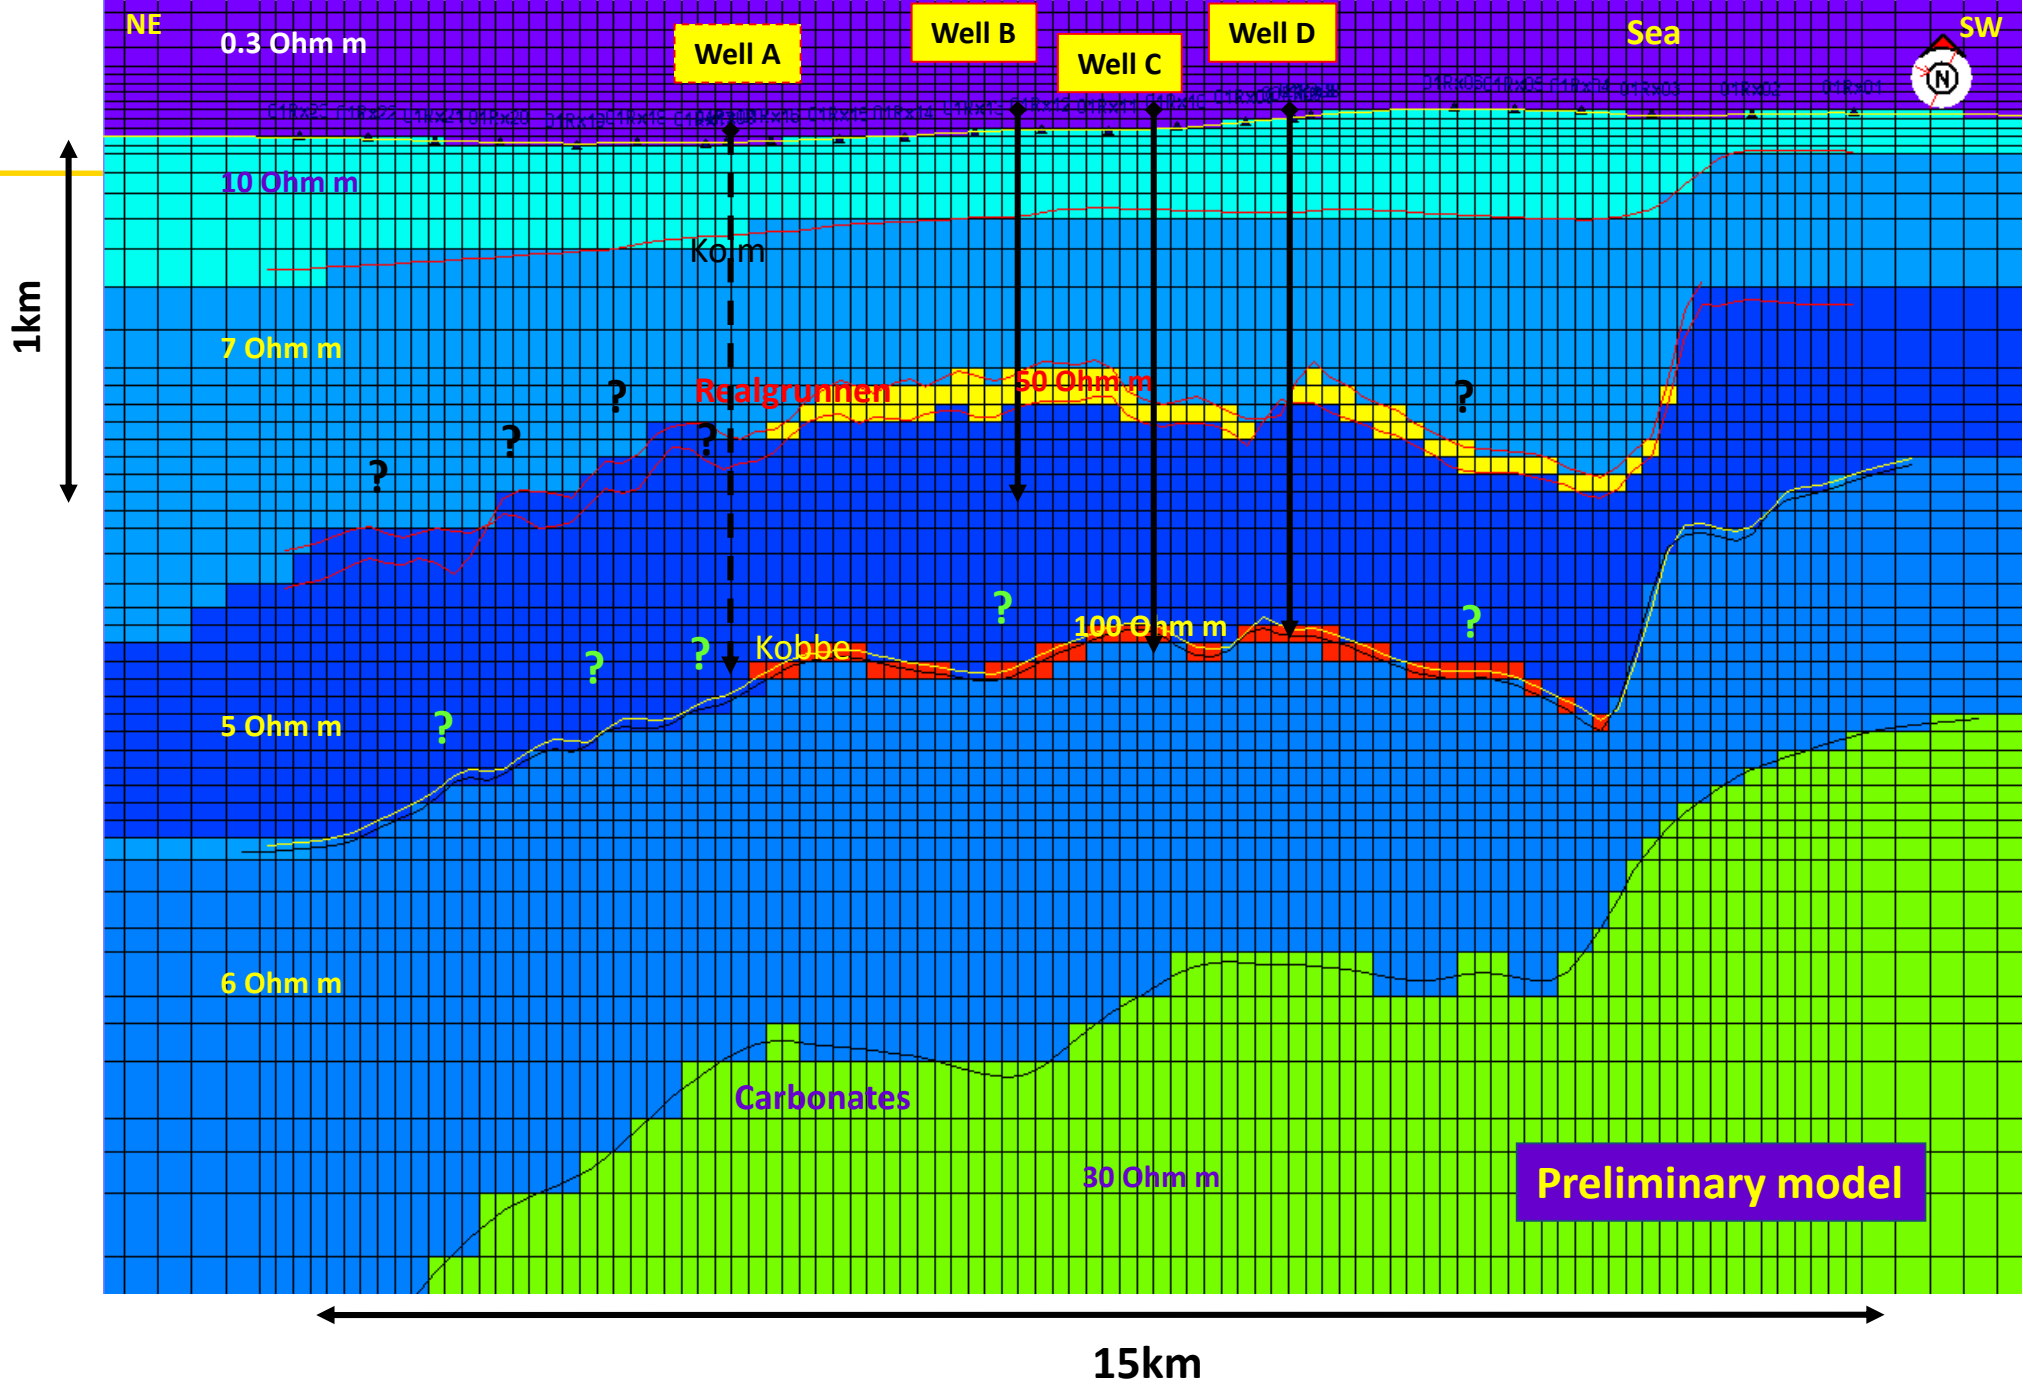 NE
0.3 Ohm m
Well A
Well B
Well C
Well D
Sea
SW
N
10 Ohm m
Kolm
1km
7 Ohm m
Realgrunnen
50 Ohm m
?
?
?
?
?
?
?
?
?
?
100 Ohm m
Kobbe
5 Ohm m
6 Ohm m
Carbonates
30 Ohm m
Preliminary model
15km